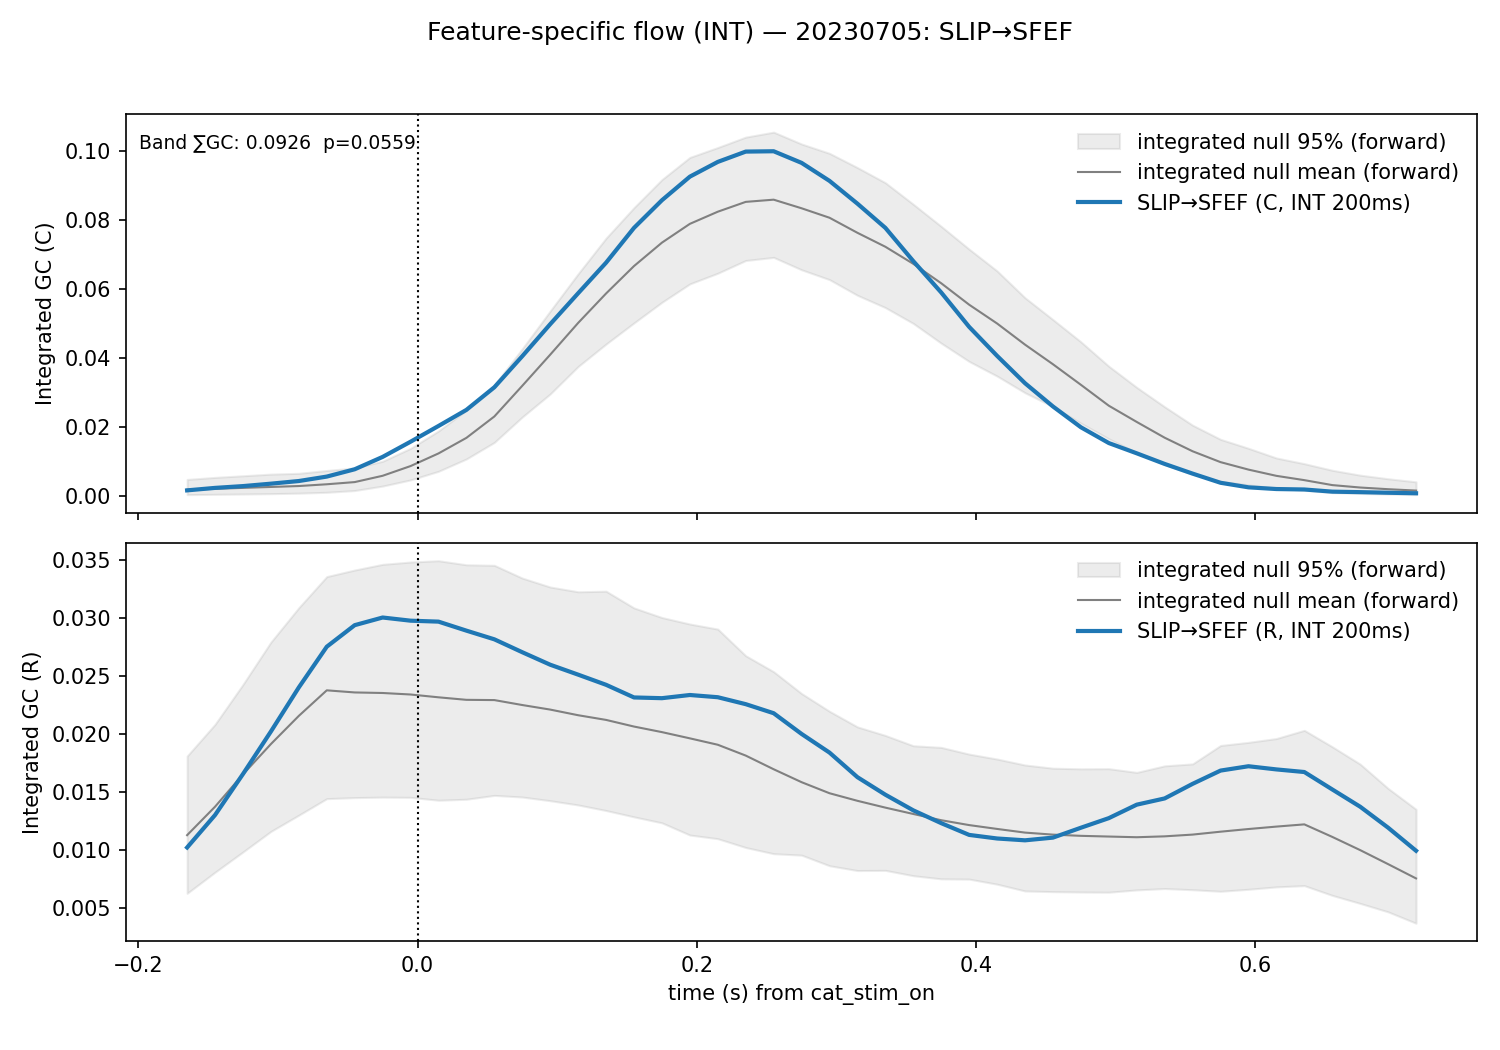 Feature-specific flow (INT) — 20230705: SLIP→SFEF
Band ∑GC: 0.0926  p=0.0559
integrated null 95% (forward)
integrated null mean (forward)
SLIP→SFEF (C, INT 200ms)
Integrated GC (C)
0.10
0.08
0.06
0.04
0.02
0.00
integrated null 95% (forward)
integrated null mean (forward)
SLIP→SFEF (R, INT 200ms)
Integrated GC (R)
0.035
0.030
0.025
0.020
0.015
0.010
0.005
−0.2 0.0 0.2 0.4 0.6
time (s) from cat_stim_on